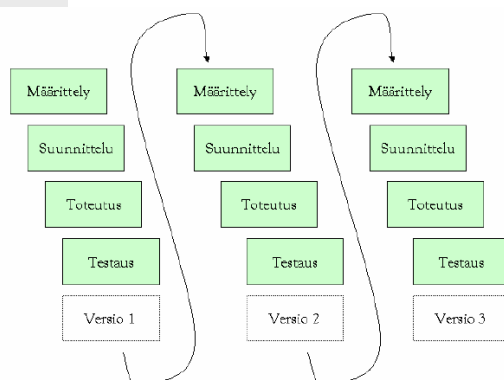 Määrittely
Suunnittelu
Toteutus
Testaus
Versio 1
Määrittely
Suunnittelu
Toteutus
Testaus
Versio 2
Määrittely
Suunnittelu
Toteutus
Testaus
Versio 3